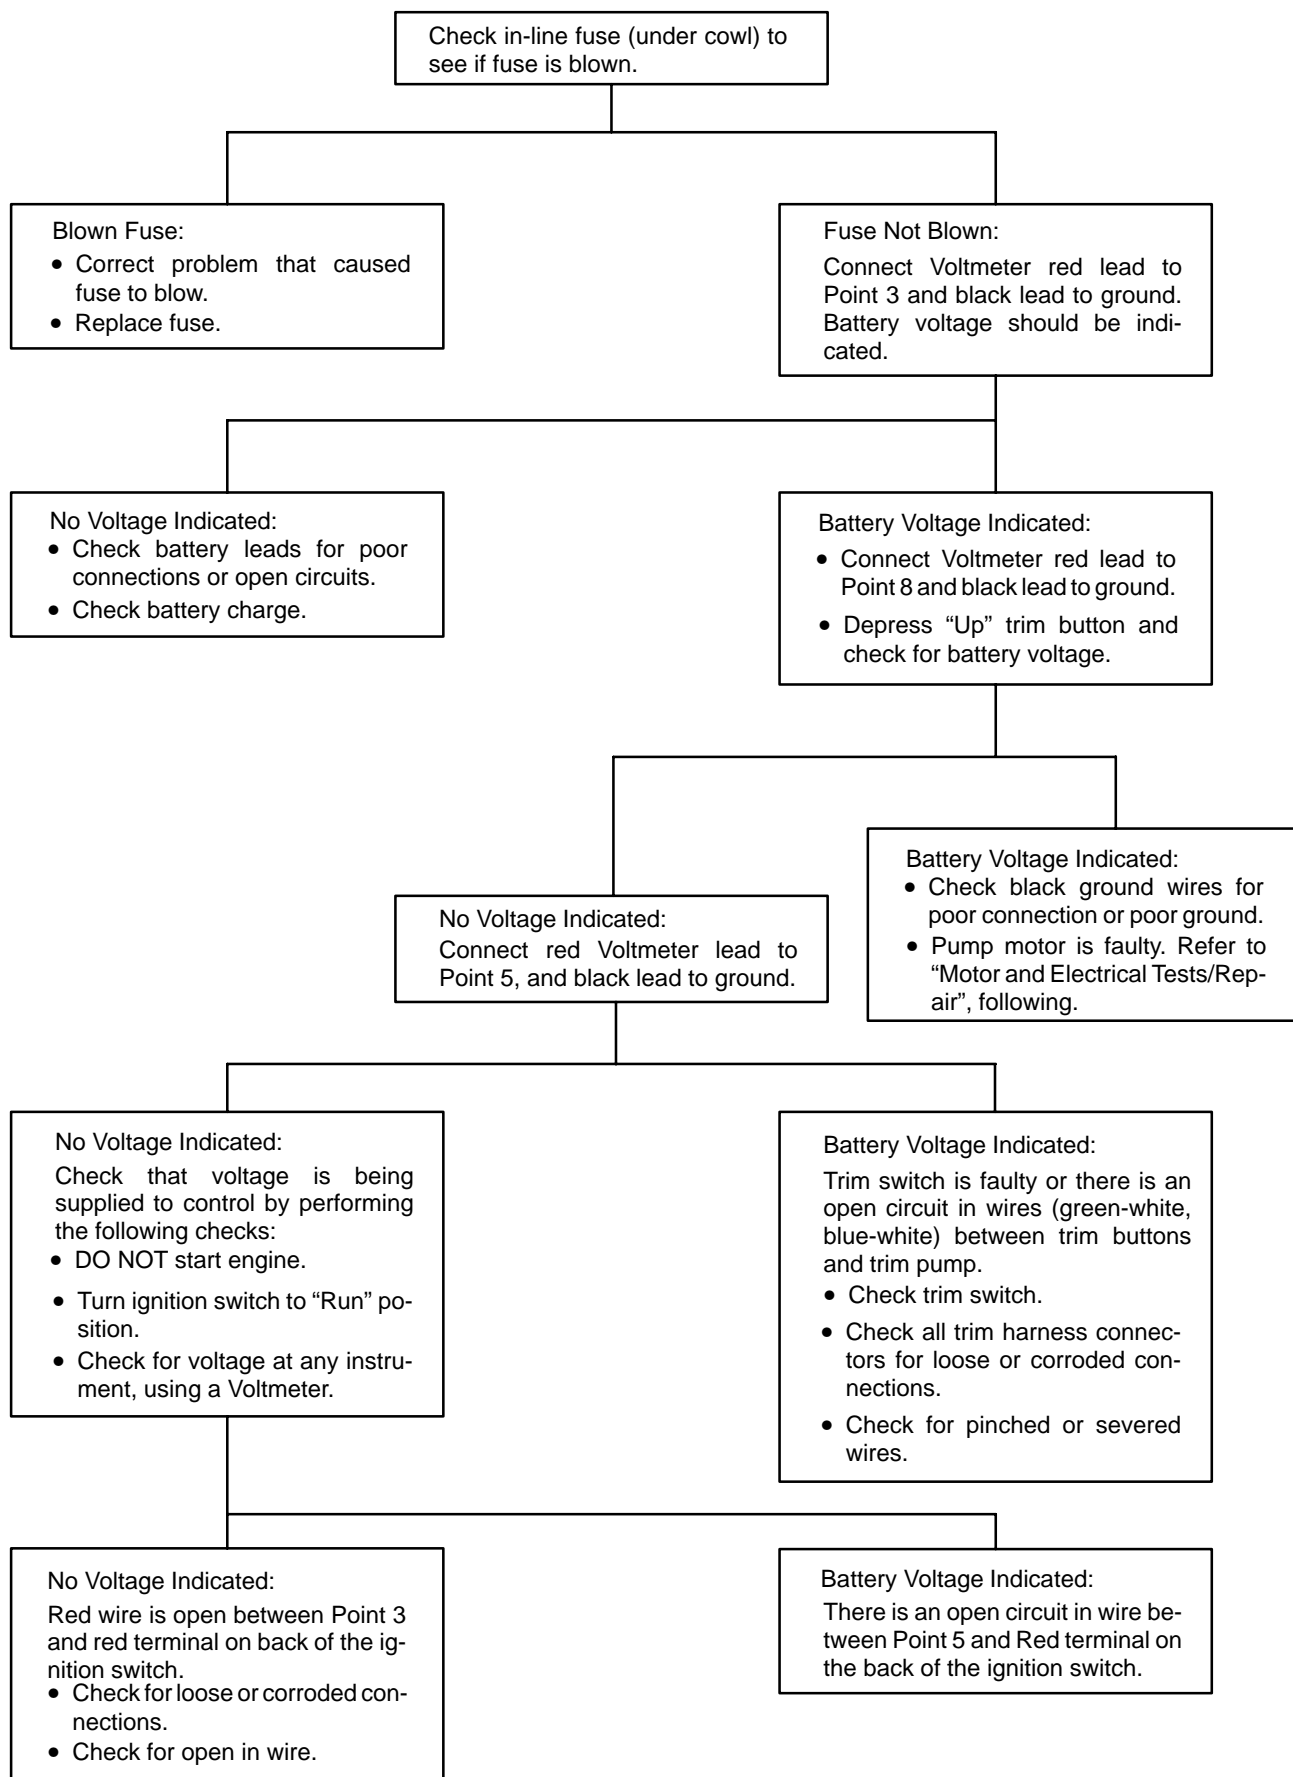 Check in-line fuse (under cowl) to
see if fuse is blown.
Blown Fuse:
• Correct problem that caused
fuse to blow.
• Replace fuse.
Fuse Not Blown:
Connect Voltmeter red lead to
Point 3 and black lead to ground.
Battery voltage should be indi-
cated.
No Voltage Indicated:
• Check battery leads for poor
connections or open circuits.
• Check battery charge.
Battery Voltage Indicated:
• Connect Voltmeter red lead to
Point 8 and black lead to ground.
• Depress “Up” trim button and
check for battery voltage.
No Voltage Indicated:
Connect red Voltmeter lead to
Point 5, and black lead to ground.
Battery Voltage Indicated:
• Check black ground wires for
poor connection or poor ground.
• Pump motor is faulty. Refer to
“Motor and Electrical Tests/Rep-
air”, following.
No Voltage Indicated:
Check that voltage is being
supplied to control by performing
the following checks:
• DO NOT start engine.
• Turn ignition switch to “Run” po-
sition.
• Check for voltage at any instru-
ment, using a Voltmeter.
Battery Voltage Indicated:
Trim switch is faulty or there is an
open circuit in wires (green-white,
blue-white) between trim buttons
and trim pump.
• Check trim switch.
• Check all trim harness connec-
tors for loose or corroded con-
nections.
• Check for pinched or severed
wires.
No Voltage Indicated:
Red wire is open between Point 3
and red terminal on back of the ig-
nition switch.
• Check for loose or corroded con-
nections.
• Check for open in wire.
Battery Voltage Indicated:
There is an open circuit in wire be-
tween Point 5 and Red terminal on
the back of the ignition switch.